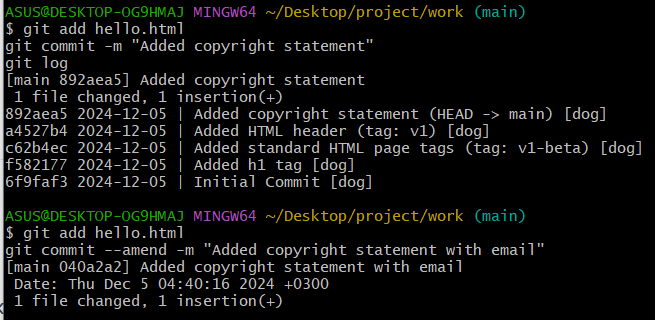 ASUS@DESKTOP-OG9HMAJ MINGW64 ~/Desktop/project/work (main)
$ git add hello.html
git commit -m "Added copyright statement"
git log
[main 892aea5] Added copyright statement
 1 file changed, 1 insertion(+)
892aea5 2024-12-05 | Added copyright statement (HEAD -> main) [dog]
a4527b4 2024-12-05 | Added HTML header (tag: v1) [dog]
c62b4ec 2024-12-05 | Added standard HTML page tags (tag: v1-beta) [dog]
f582177 2024-12-05 | Added h1 tag [dog]
6f9faf3 2024-12-05 | Initial Commit [dog]

ASUS@DESKTOP-OG9HMAJ MINGW64 ~/Desktop/project/work (main)
$ git add hello.html
git commit --amend -m "Added copyright statement with email"
[main 040a2a2] Added copyright statement with email
 Date: Thu Dec 5 04:40:16 2024 +0300
 1 file changed, 1 insertion(+)